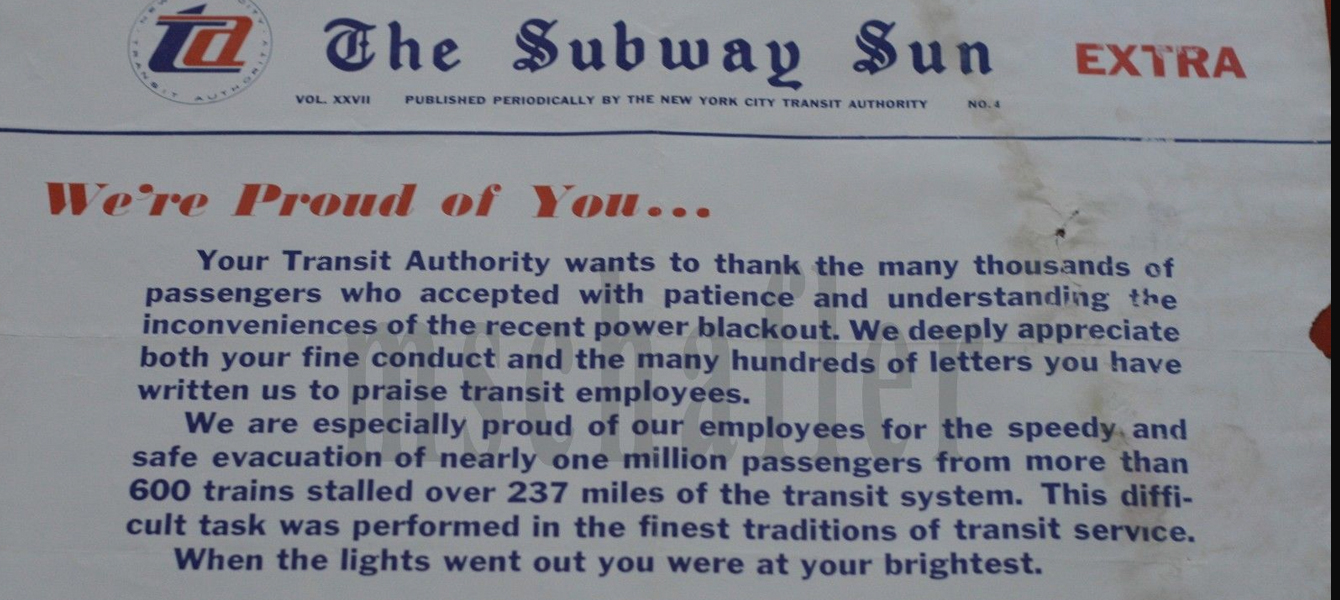 NEW YORK CITY
TRANSIT AUTHORITY
ta
The Subway Sun
EXTRA
VOL. XXVII PUBLISHED PERIODICALLY BY THE NEW YORK CITY TRANSIT AUTHORITY NO. 4
We're Proud of You...
Your Transit Authority wants to thank the many thousands of
passengers who accepted with patience and understanding the
inconveniences of the recent power blackout. We deeply appreciate
both your fine conduct and the many hundreds of letters you have
written us to praise transit employees.
We are especially proud of our employees for the speedy and
safe evacuation of nearly one million passengers from more than
600 trains stalled over 237 miles of the transit system. This diffi-
cult task was performed in the finest traditions of transit service.
When the lights went out you were at your brightest.
mschafler